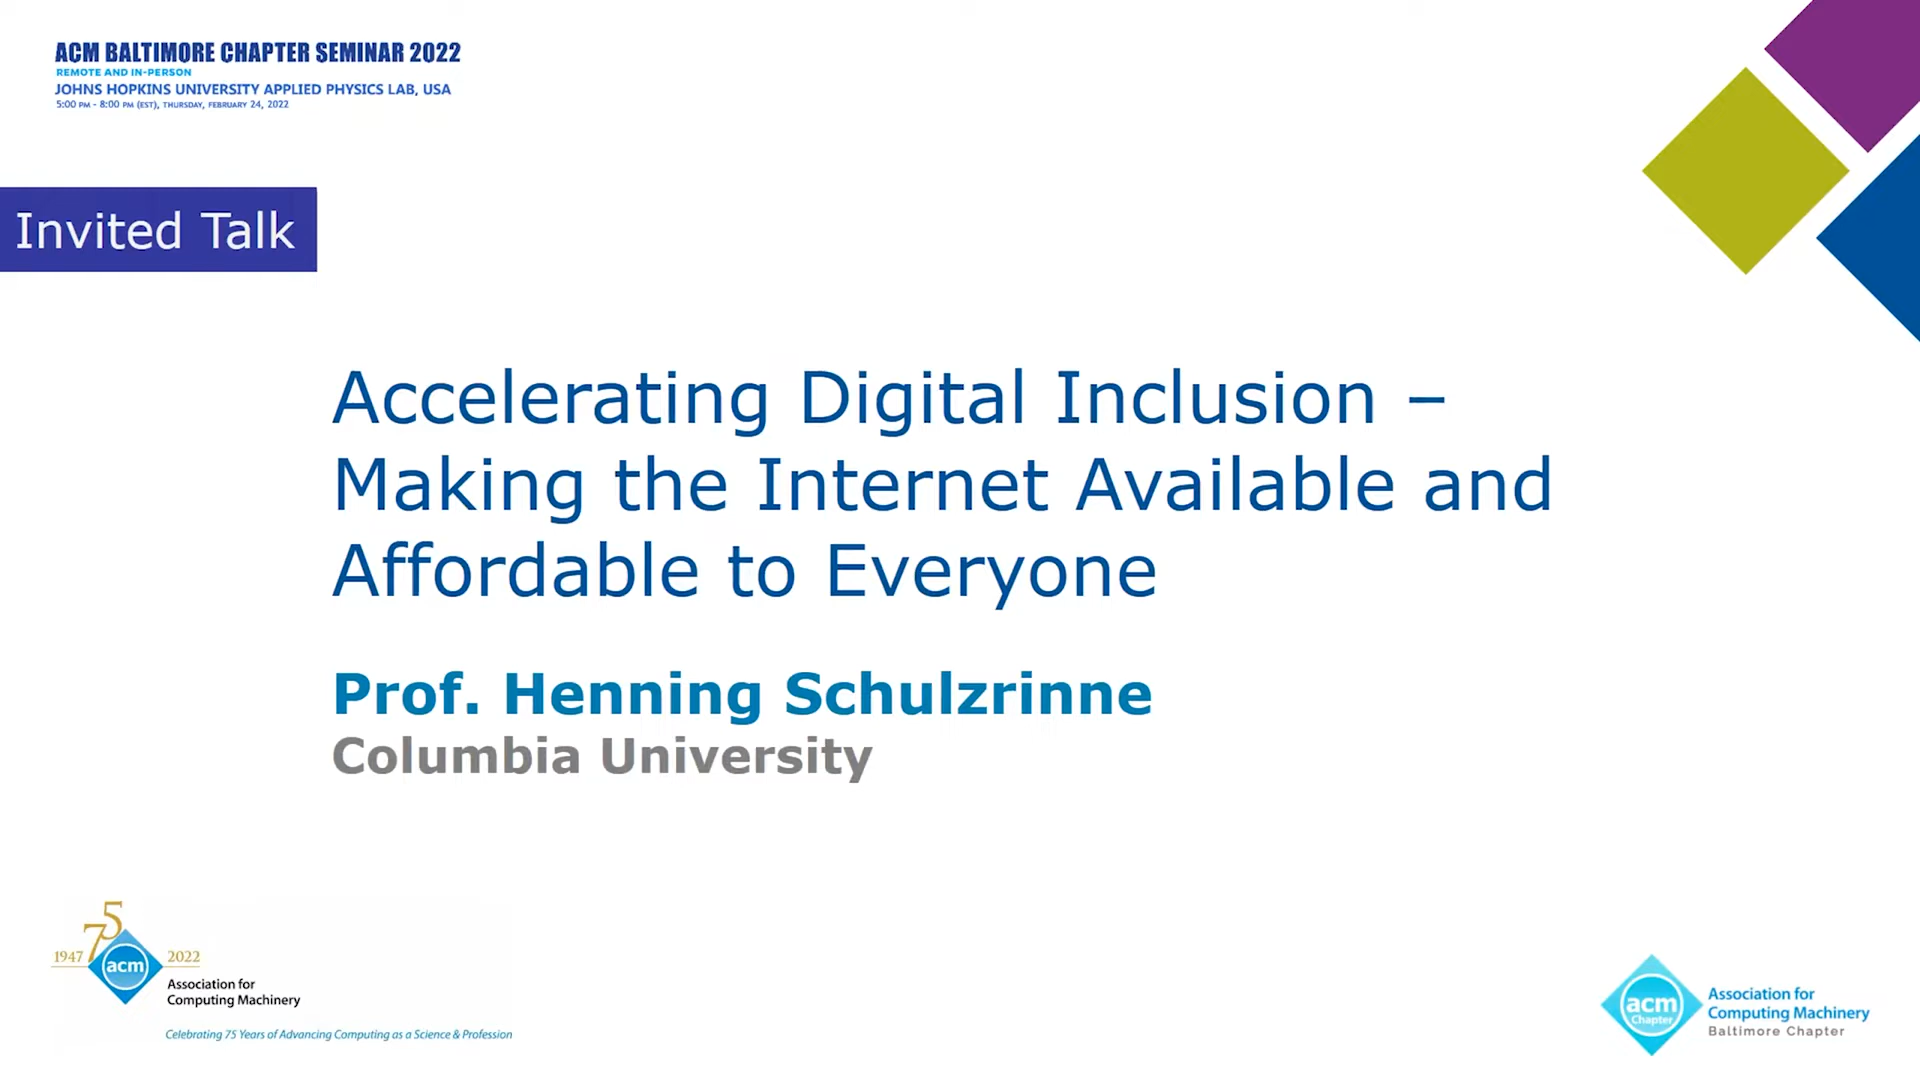 ACM BALTIMORE CHAPTER SEMINAR 2022
REMOTE AND IN-PERSON
JOHNS HOPKINS UNIVERSITY APPLIED PHYSICS LAB, USA
5:00 PM - 8:00 PM (EST), THURSDAY, FEBRUARY 24, 2022
Invited Talk
Accelerating Digital Inclusion –
Making the Internet Available and
Affordable to Everyone
Prof. Henning Schulzrinne
Columbia University
75
1947 2022
acm
Association for
Computing Machinery
Celebrating 75 Years of Advancing Computing as a Science & Profession
acm
Chapter
Association for
Computing Machinery
Baltimore Chapter